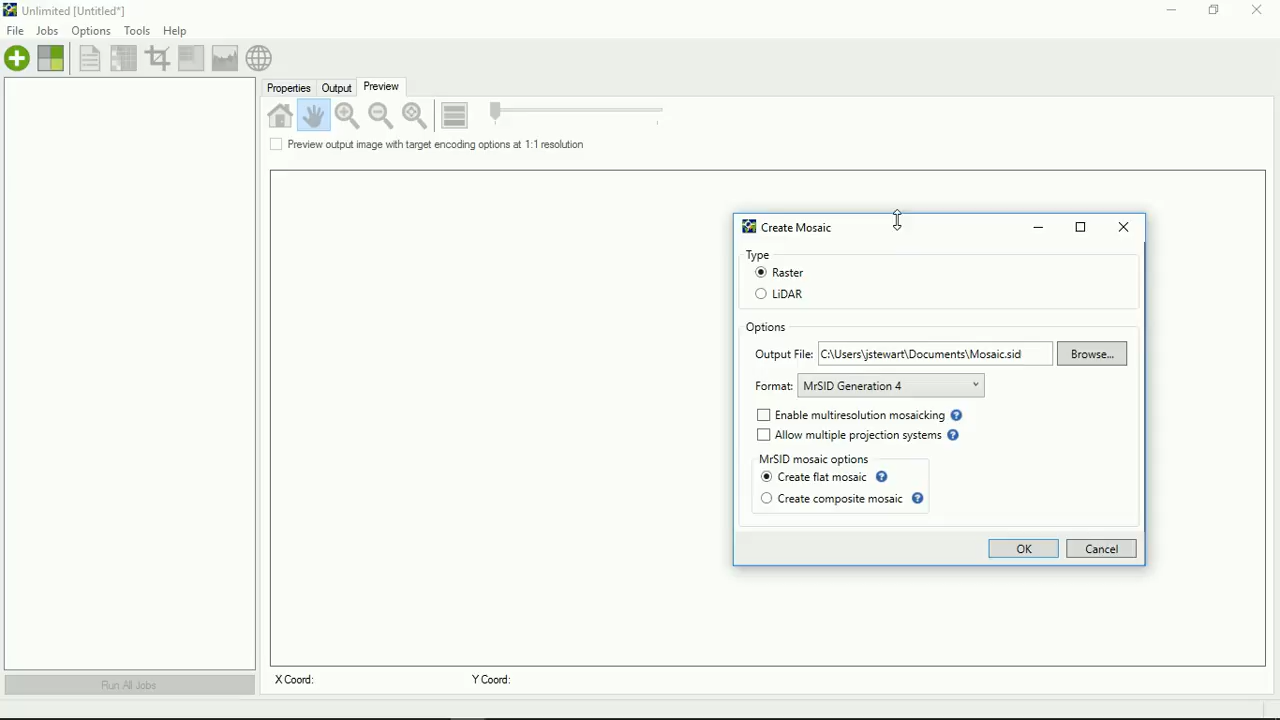 Unlimited [Untitled*]
File Jobs Options Tools Help
Properties Output Preview
Preview output image with target encoding options at 1:1 resolution
Create Mosaic
Type
Raster
LiDAR
Options
Output File: C:\Users\jstewart\Documents\Mosaic.sid Browse...
Format: MrSID Generation 4
Enable multiresolution mosaicking ?
Allow multiple projection systems ?
MrSID mosaic options
Create flat mosaic ?
Create composite mosaic ?
OK Cancel
X Coord: Y Coord:
Run All Jobs